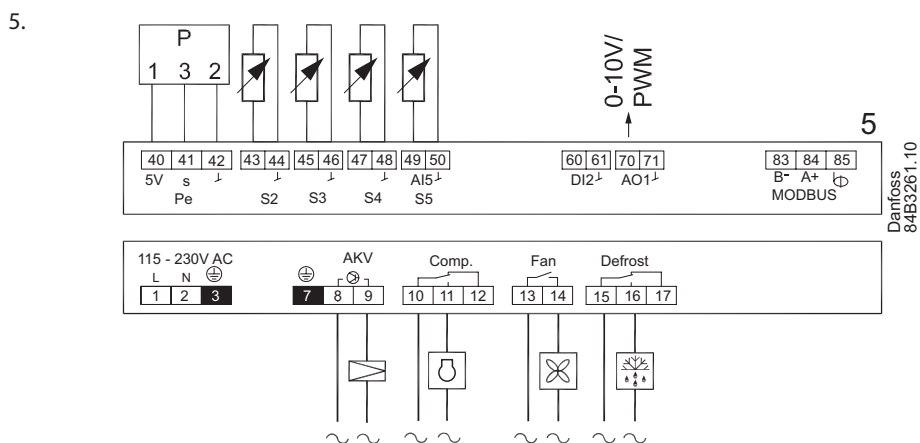 5.
P
1 3 2
0-10V/
PWM
5
40 41 42 43 44 45 46 47 48 49 50 60 61 70 71 83 84 85
5V s AI5 DI2 AO1 B- A+
Pe S2 S3 S4 S5 MODBUS
Danfoss
84B3261.10
115 - 230V AC AKV Comp. Fan Defrost
L N
1 2 3 7 8 9 10 11 12 13 14 15 16 17